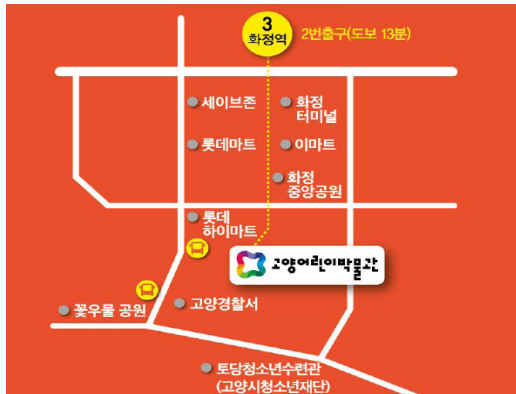 3
화정역
2번출구(도보 13분)
세이브존
화정
터미널
롯데마트
이마트
화정
중앙공원
롯데
하이마트
고양어린이박물관
꽃우물 공원
고양경찰서
토당청소년수련관
(고양시청소년재단)